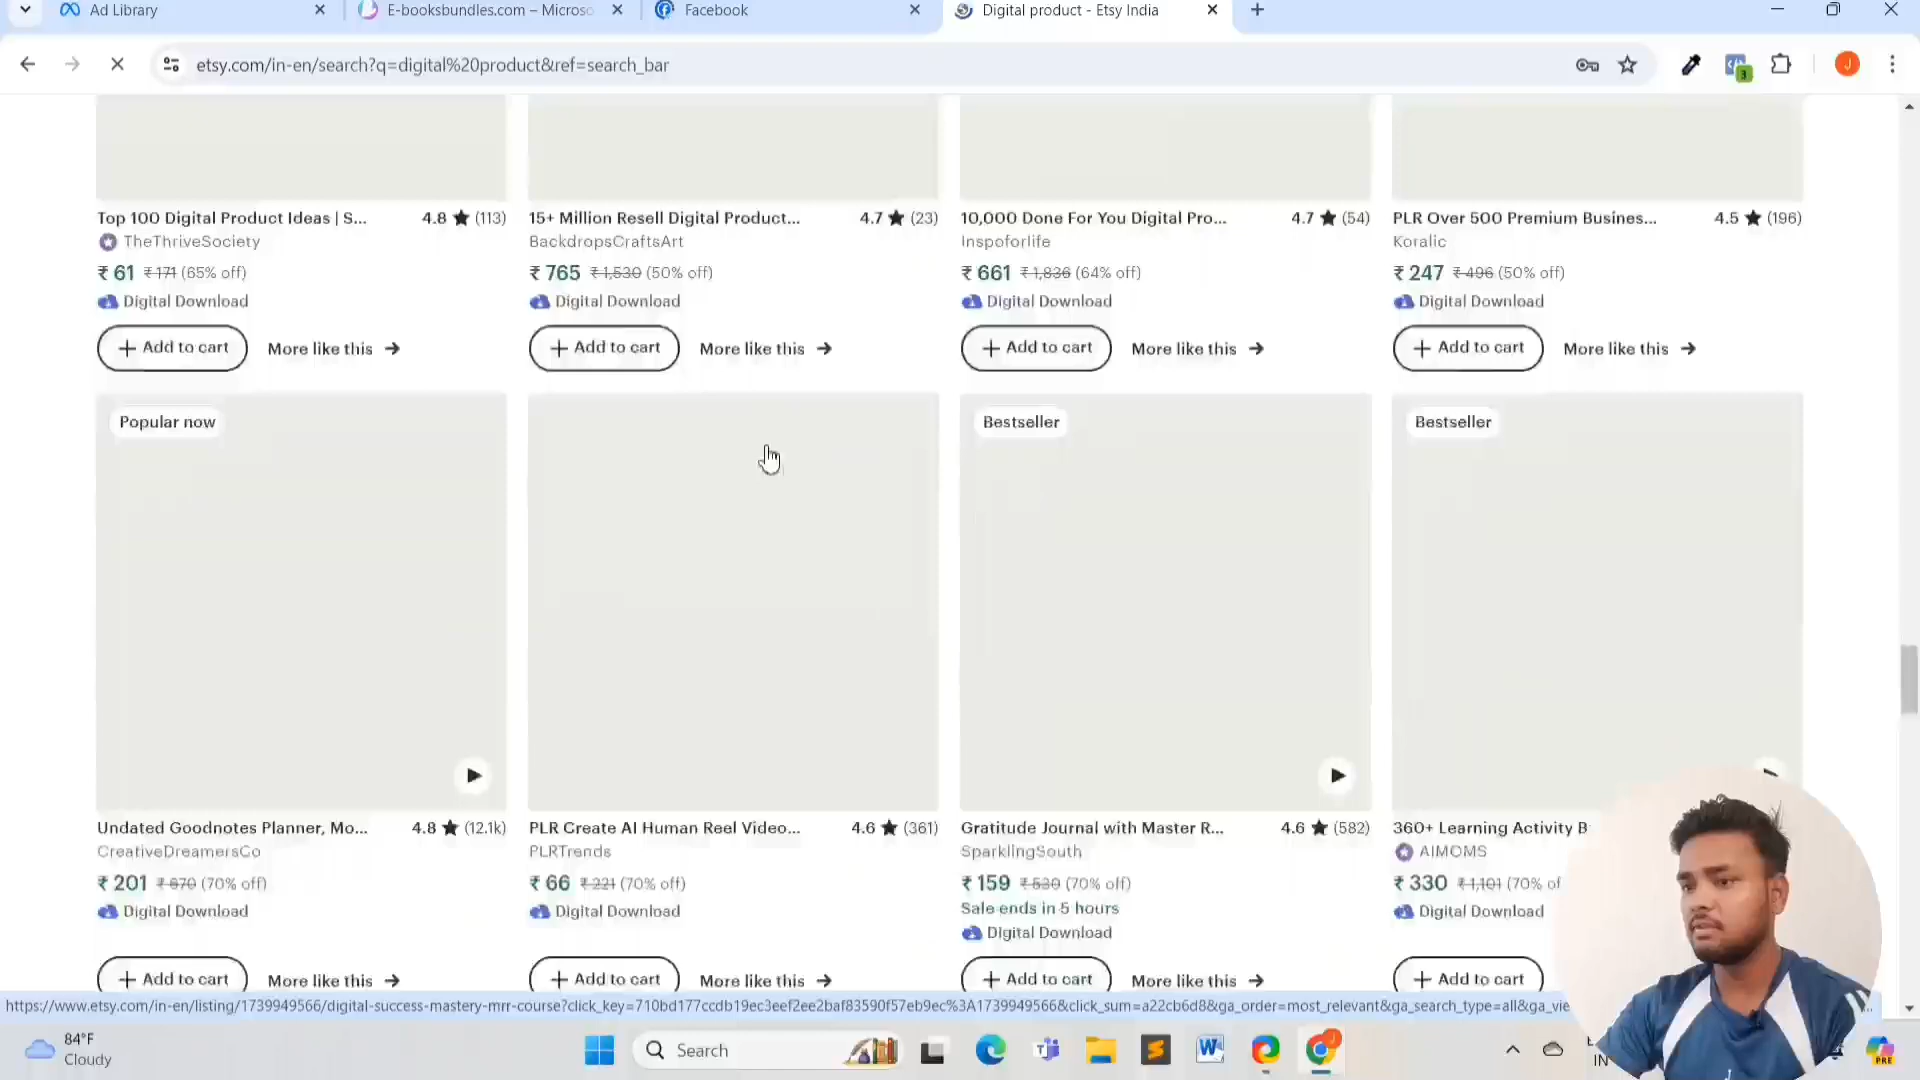 Ad Library
E-booksbundles.com – Microso
Facebook
Digital product - Etsy India
etsy.com/in-en/search?q=digital%20product&ref=search_bar
3
J
Top 100 Digital Product Ideas | S...
4.8 ★ (113)
TheThriveSociety
₹ 61 ₹ 171 (65% off)
Digital Download
+ Add to cart
More like this →
15+ Million Resell Digital Product...
4.7 ★ (23)
BackdropsCraftsArt
₹ 765 ₹ 1,530 (50% off)
Digital Download
+ Add to cart
More like this →
10,000 Done For You Digital Pro...
4.7 ★ (54)
Inspoforlife
₹ 661 ₹ 1,836 (64% off)
Digital Download
+ Add to cart
More like this →
PLR Over 500 Premium Busines...
4.5 ★ (196)
Koralic
₹ 247 ₹ 496 (50% off)
Digital Download
+ Add to cart
More like this →
Popular now
Undated Goodnotes Planner, Mo...
4.8 ★ (12.1k)
CreativeDreamersCo
₹ 201 ₹ 670 (70% off)
Digital Download
+ Add to cart
More like this →
PLR Create AI Human Reel Video...
4.6 ★ (361)
PLRTrends
₹ 66 ₹ 221 (70% off)
Digital Download
+ Add to cart
More like this →
Bestseller
Gratitude Journal with Master R...
4.6 ★ (582)
SparklingSouth
₹ 159 ₹ 530 (70% off)
Sale ends in 5 hours
Digital Download
+ Add to cart
More like this →
Bestseller
360+ Learning Activity B
AIMOMS
₹ 330 ₹ 1,101 (70% of
Digital Download
+ Add to cart
https://www.etsy.com/in-en/listing/1739949566/digital-success-mastery-mrr-course?click_key=710bd177ccdb19ec3eef2ee2baf83590f57eb9ec%3A1739949566&click_sum=a22cb6d8&ga_order=most_relevant&ga_search_type=all&ga_vie
84°F
Cloudy
Search
IN
PRE